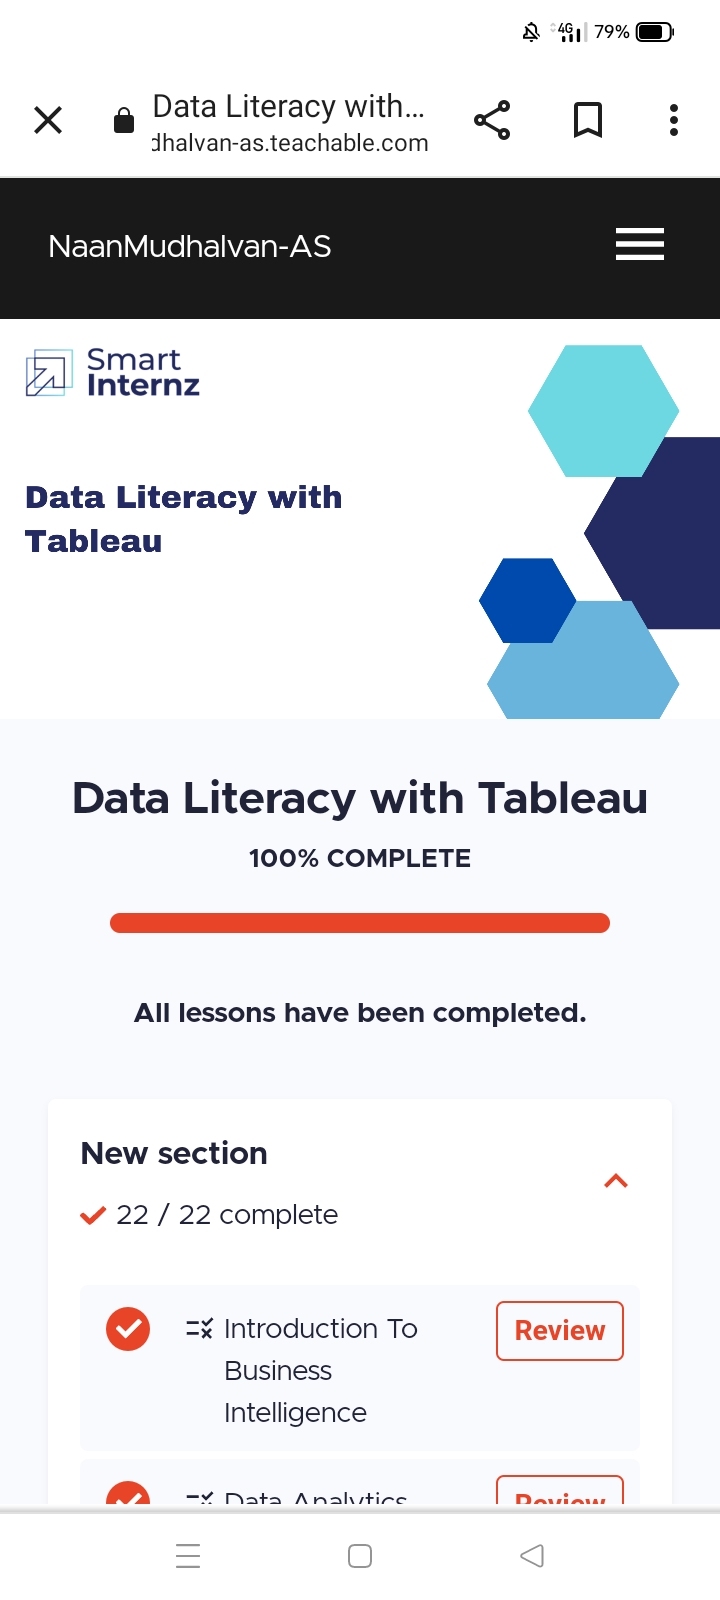 4G 79%
Data Literacy with...
dhalvan-as.teachable.com
NaanMudhalvan-AS
Smart
Internz
Data Literacy with
Tableau
Data Literacy with Tableau
100% COMPLETE
All lessons have been completed.
New section
22 / 22 complete
Introduction To
Business
Intelligence
Review
Data Analytics
Review